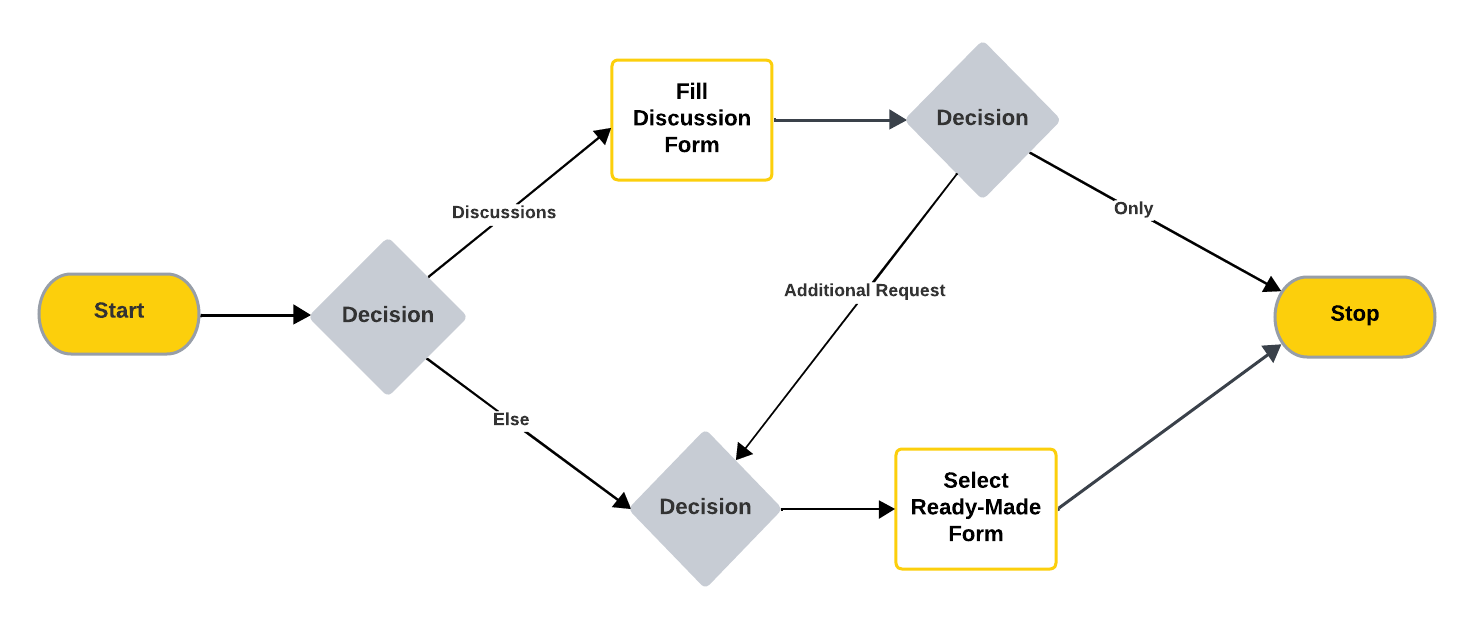 Start
Decision
Discussions
Else
Fill
Discussion
Form
Decision
Additional Request
Only
Decision
Select
Ready-Made
Form
Stop